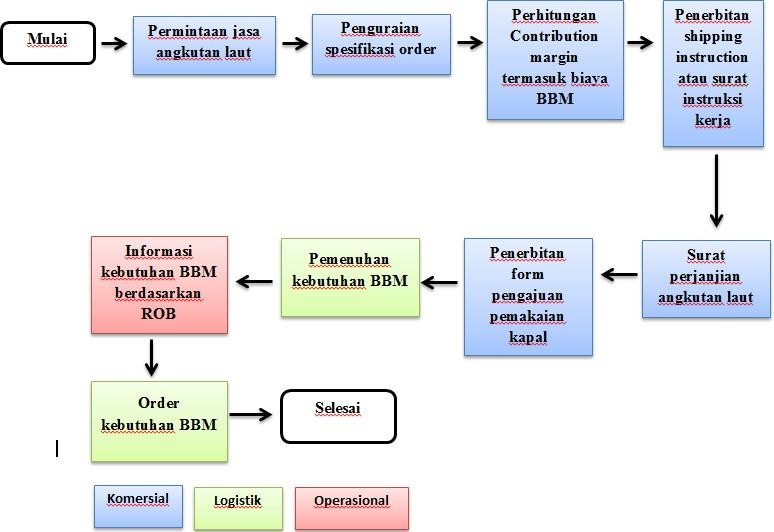 Mulai
Permintaan jasa
angkutan laut
Penguraian
spesifikasi order
Perhitungan
Contribution
margin
termasuk biaya
BBM
Penerbitan
shipping
instruction
atau surat
instruksi
kerja
Surat
perjanjian
angkutan laut
Penerbitan
form
pengajuan
pemakaian
kapal
Pemenuhan
kebutuhan BBM
Informasi
kebutuhan BBM
berdasarkan
ROB
Order
kebutuhan BBM
Selesai
Komersial
Logistik
Operasional